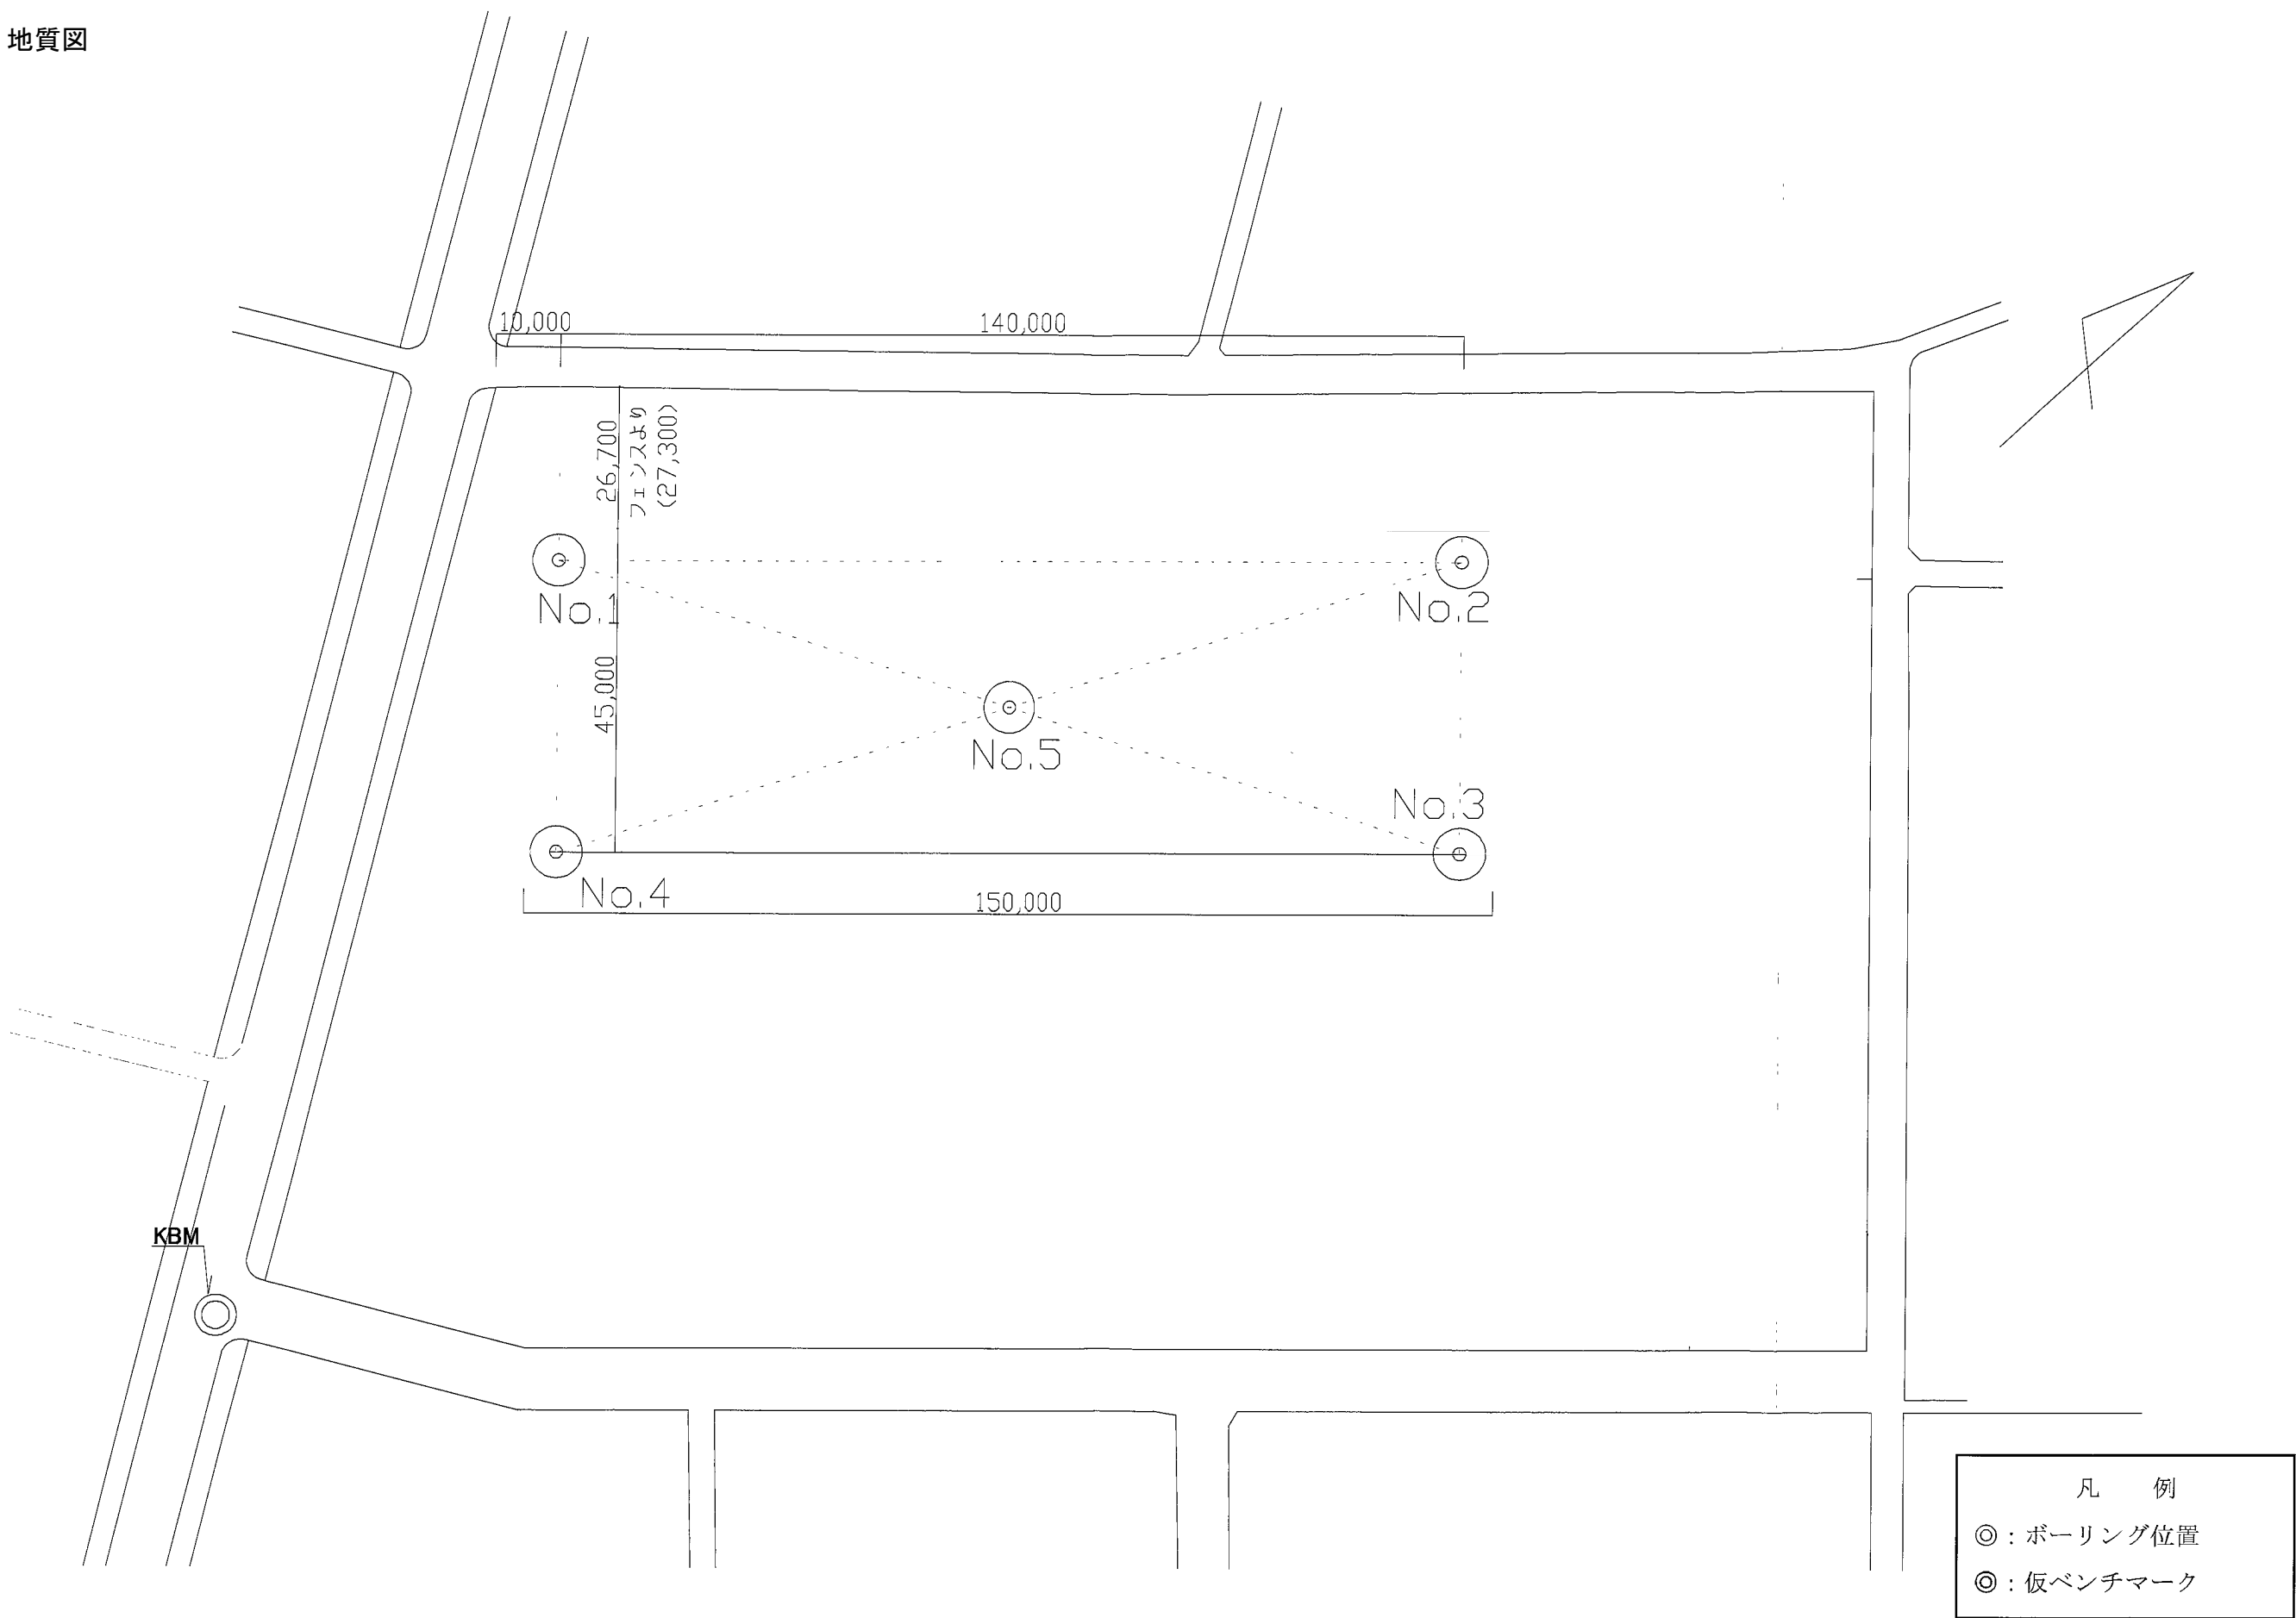 地質図
10,000
140,000
26,700
フェンスより
(27,300)
No.1
No.2
45,000
No.5
No.3
No.4
150,000
KBM
凡 例
◎：ボーリング位置
◎：仮ベンチマーク